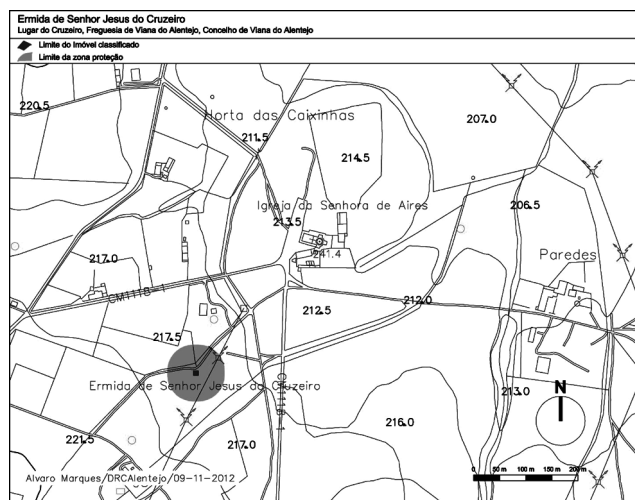 Ermida de Senhor Jesus do Cruzeiro
Lugar do Cruzeiro, Freguesia de Viana do Alentejo, Concelho de Viana do Alentejo
Limite do Imóvel classificado
Limite da zona proteção
220.5
Horta das Caixinhas
207.0
211.5
214.5
Igreja da Senhora de Aires
206.5
213.5
217.0
241.4
Paredes
CM1118-1
212.5
212.0
217.5
Ermida de Senhor Jesus do Cruzeiro
213.0
N
216.0
221.5
217.0
Alvaro Marques/DRCAlentejo/09-11-2012
0 50 m 100 m 150 m 200 m